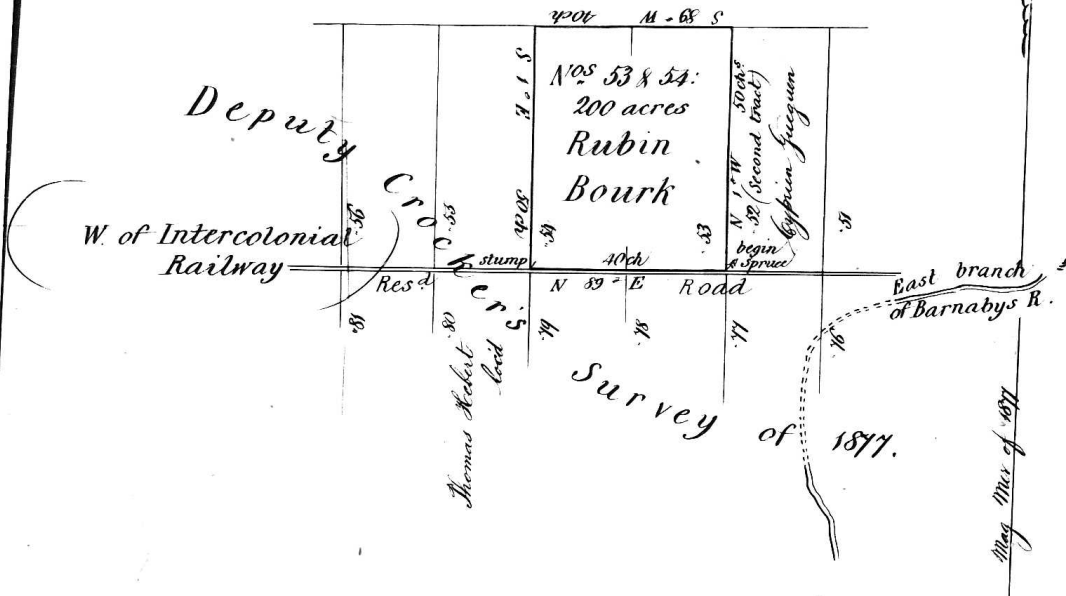 S 89° W 40ch
Nos 53 & 54:
200 acres
Rubin
Bourk
S 1° E 50ch
N 1° W 50chs
52 (Second tract)
Cyprien Gueguen
Deputy Crocker's Survey of 1877.
W. of Intercolonial
Railway
55
54
53
51
stump
40ch
begin
A Spruce
Resd N 89° E Road
81
80
79
78
77
76
Thomas Hebert
loc'd
East branch
of Barnabys R.
Mag Mer of 1877